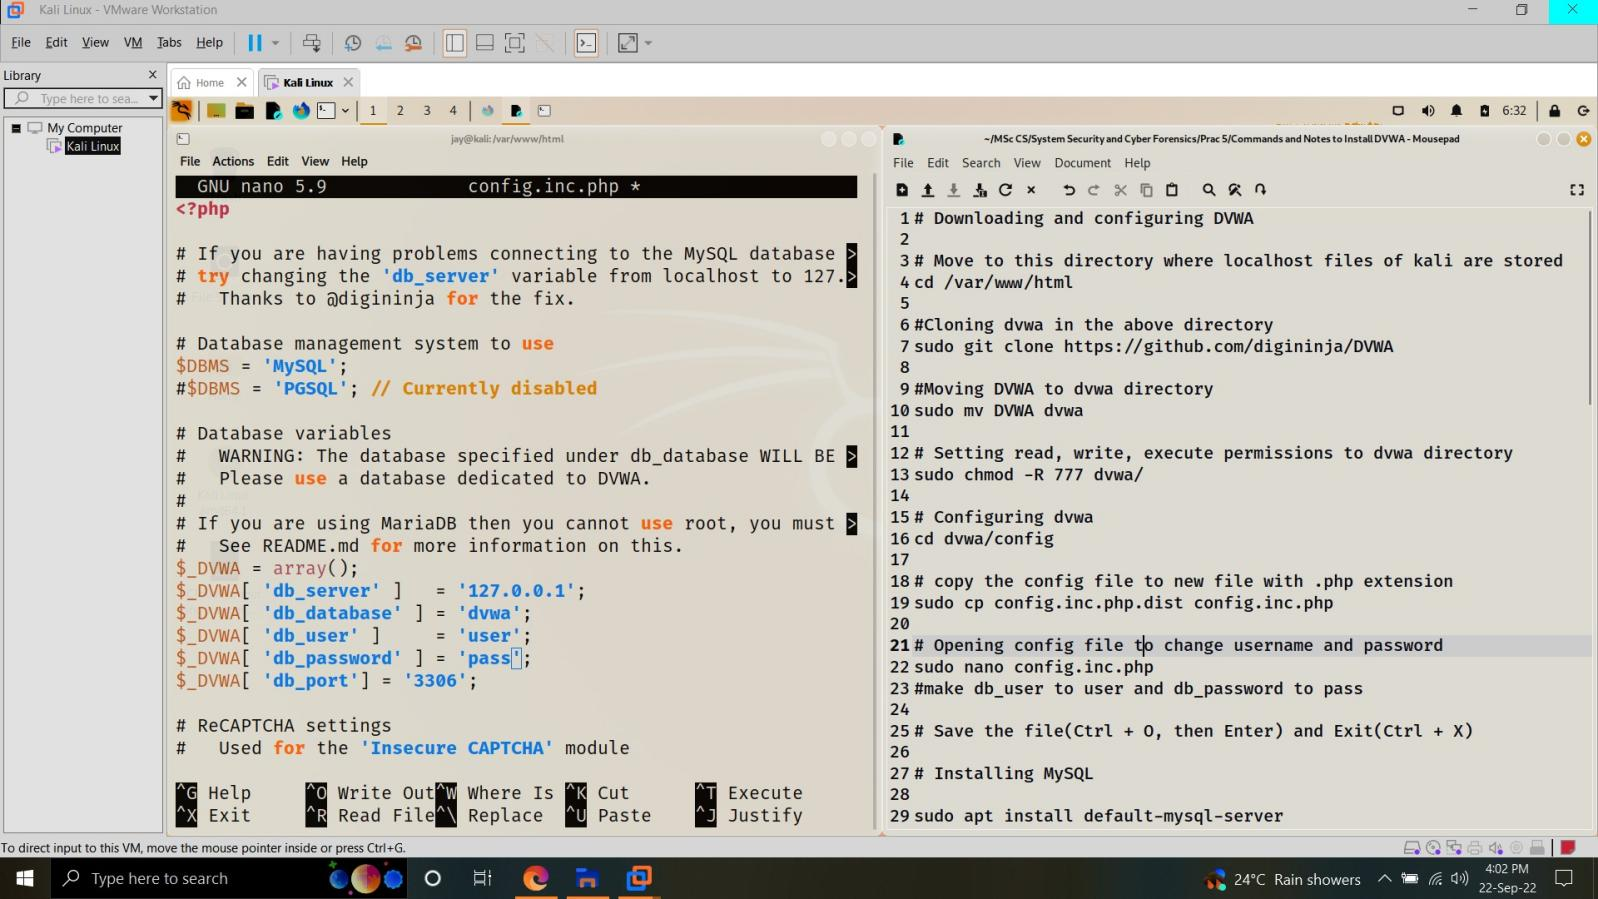 Kali Linux - VMware Workstation
File Edit View VM Tabs Help
Library
Type here to sea...
My Computer
Kali Linux
Home
Kali Linux
1 2 3 4
6:32
jay@kali: /var/www/html
File Actions Edit View Help
GNU nano 5.9 config.inc.php *
<?php
# If you are having problems connecting to the MySQL database >
# try changing the 'db_server' variable from localhost to 127.>
#   Thanks to @digininja for the fix.
# Database management system to use
$DBMS = 'MySQL';
#$DBMS = 'PGSQL'; // Currently disabled
# Database variables
#   WARNING: The database specified under db_database WILL BE >
#   Please use a database dedicated to DVWA.
#
# If you are using MariaDB then you cannot use root, you must >
#   See README.md for more information on this.
$_DVWA = array();
$_DVWA[ 'db_server' ]   = '127.0.0.1';
$_DVWA[ 'db_database' ] = 'dvwa';
$_DVWA[ 'db_user' ]     = 'user';
$_DVWA[ 'db_password' ] = 'pass';
$_DVWA[ 'db_port'] = '3306';
# ReCAPTCHA settings
#   Used for the 'Insecure CAPTCHA' module
^G Help ^O Write Out ^W Where Is ^K Cut ^T Execute
^X Exit ^R Read File ^\ Replace ^U Paste ^J Justify
~/MSc CS/System Security and Cyber Forensics/Prac 5/Commands and Notes to Install DVWA - Mousepad
File Edit Search View Document Help
1 # Downloading and configuring DVWA
2
3 # Move to this directory where localhost files of kali are stored
4 cd /var/www/html
5
6 #Cloning dvwa in the above directory
7 sudo git clone https://github.com/digininja/DVWA
8
9 #Moving DVWA to dvwa directory
10 sudo mv DVWA dvwa
11
12 # Setting read, write, execute permissions to dvwa directory
13 sudo chmod -R 777 dvwa/
14
15 # Configuring dvwa
16 cd dvwa/config
17
18 # copy the config file to new file with .php extension
19 sudo cp config.inc.php.dist config.inc.php
20
21 # Opening config file to change username and password
22 sudo nano config.inc.php
23 #make db_user to user and db_password to pass
24
25 # Save the file(Ctrl + O, then Enter) and Exit(Ctrl + X)
26
27 # Installing MySQL
28
29 sudo apt install default-mysql-server
To direct input to this VM, move the mouse pointer inside or press Ctrl+G.
Type here to search
24°C Rain showers
4:02 PM
22-Sep-22